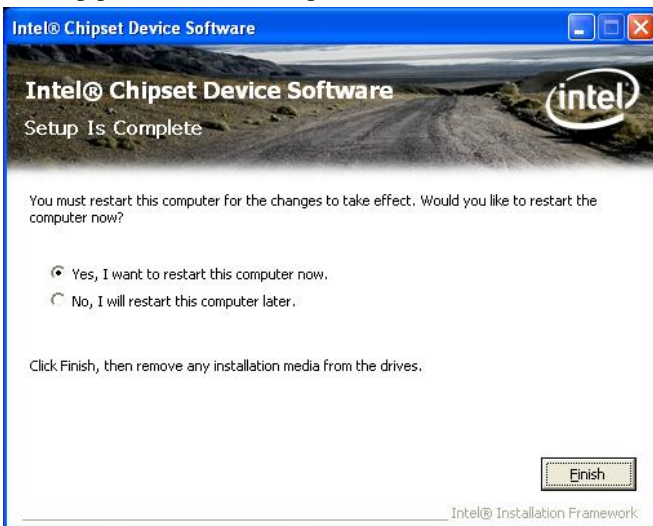 Intel® Chipset Device Software
Intel® Chipset Device Software
intel
Setup Is Complete
You must restart this computer for the changes to take effect. Would you like to restart the
computer now?
Yes, I want to restart this computer now.
No, I will restart this computer later.
Click Finish, then remove any installation media from the drives.
Finish
Intel® Installation Framework